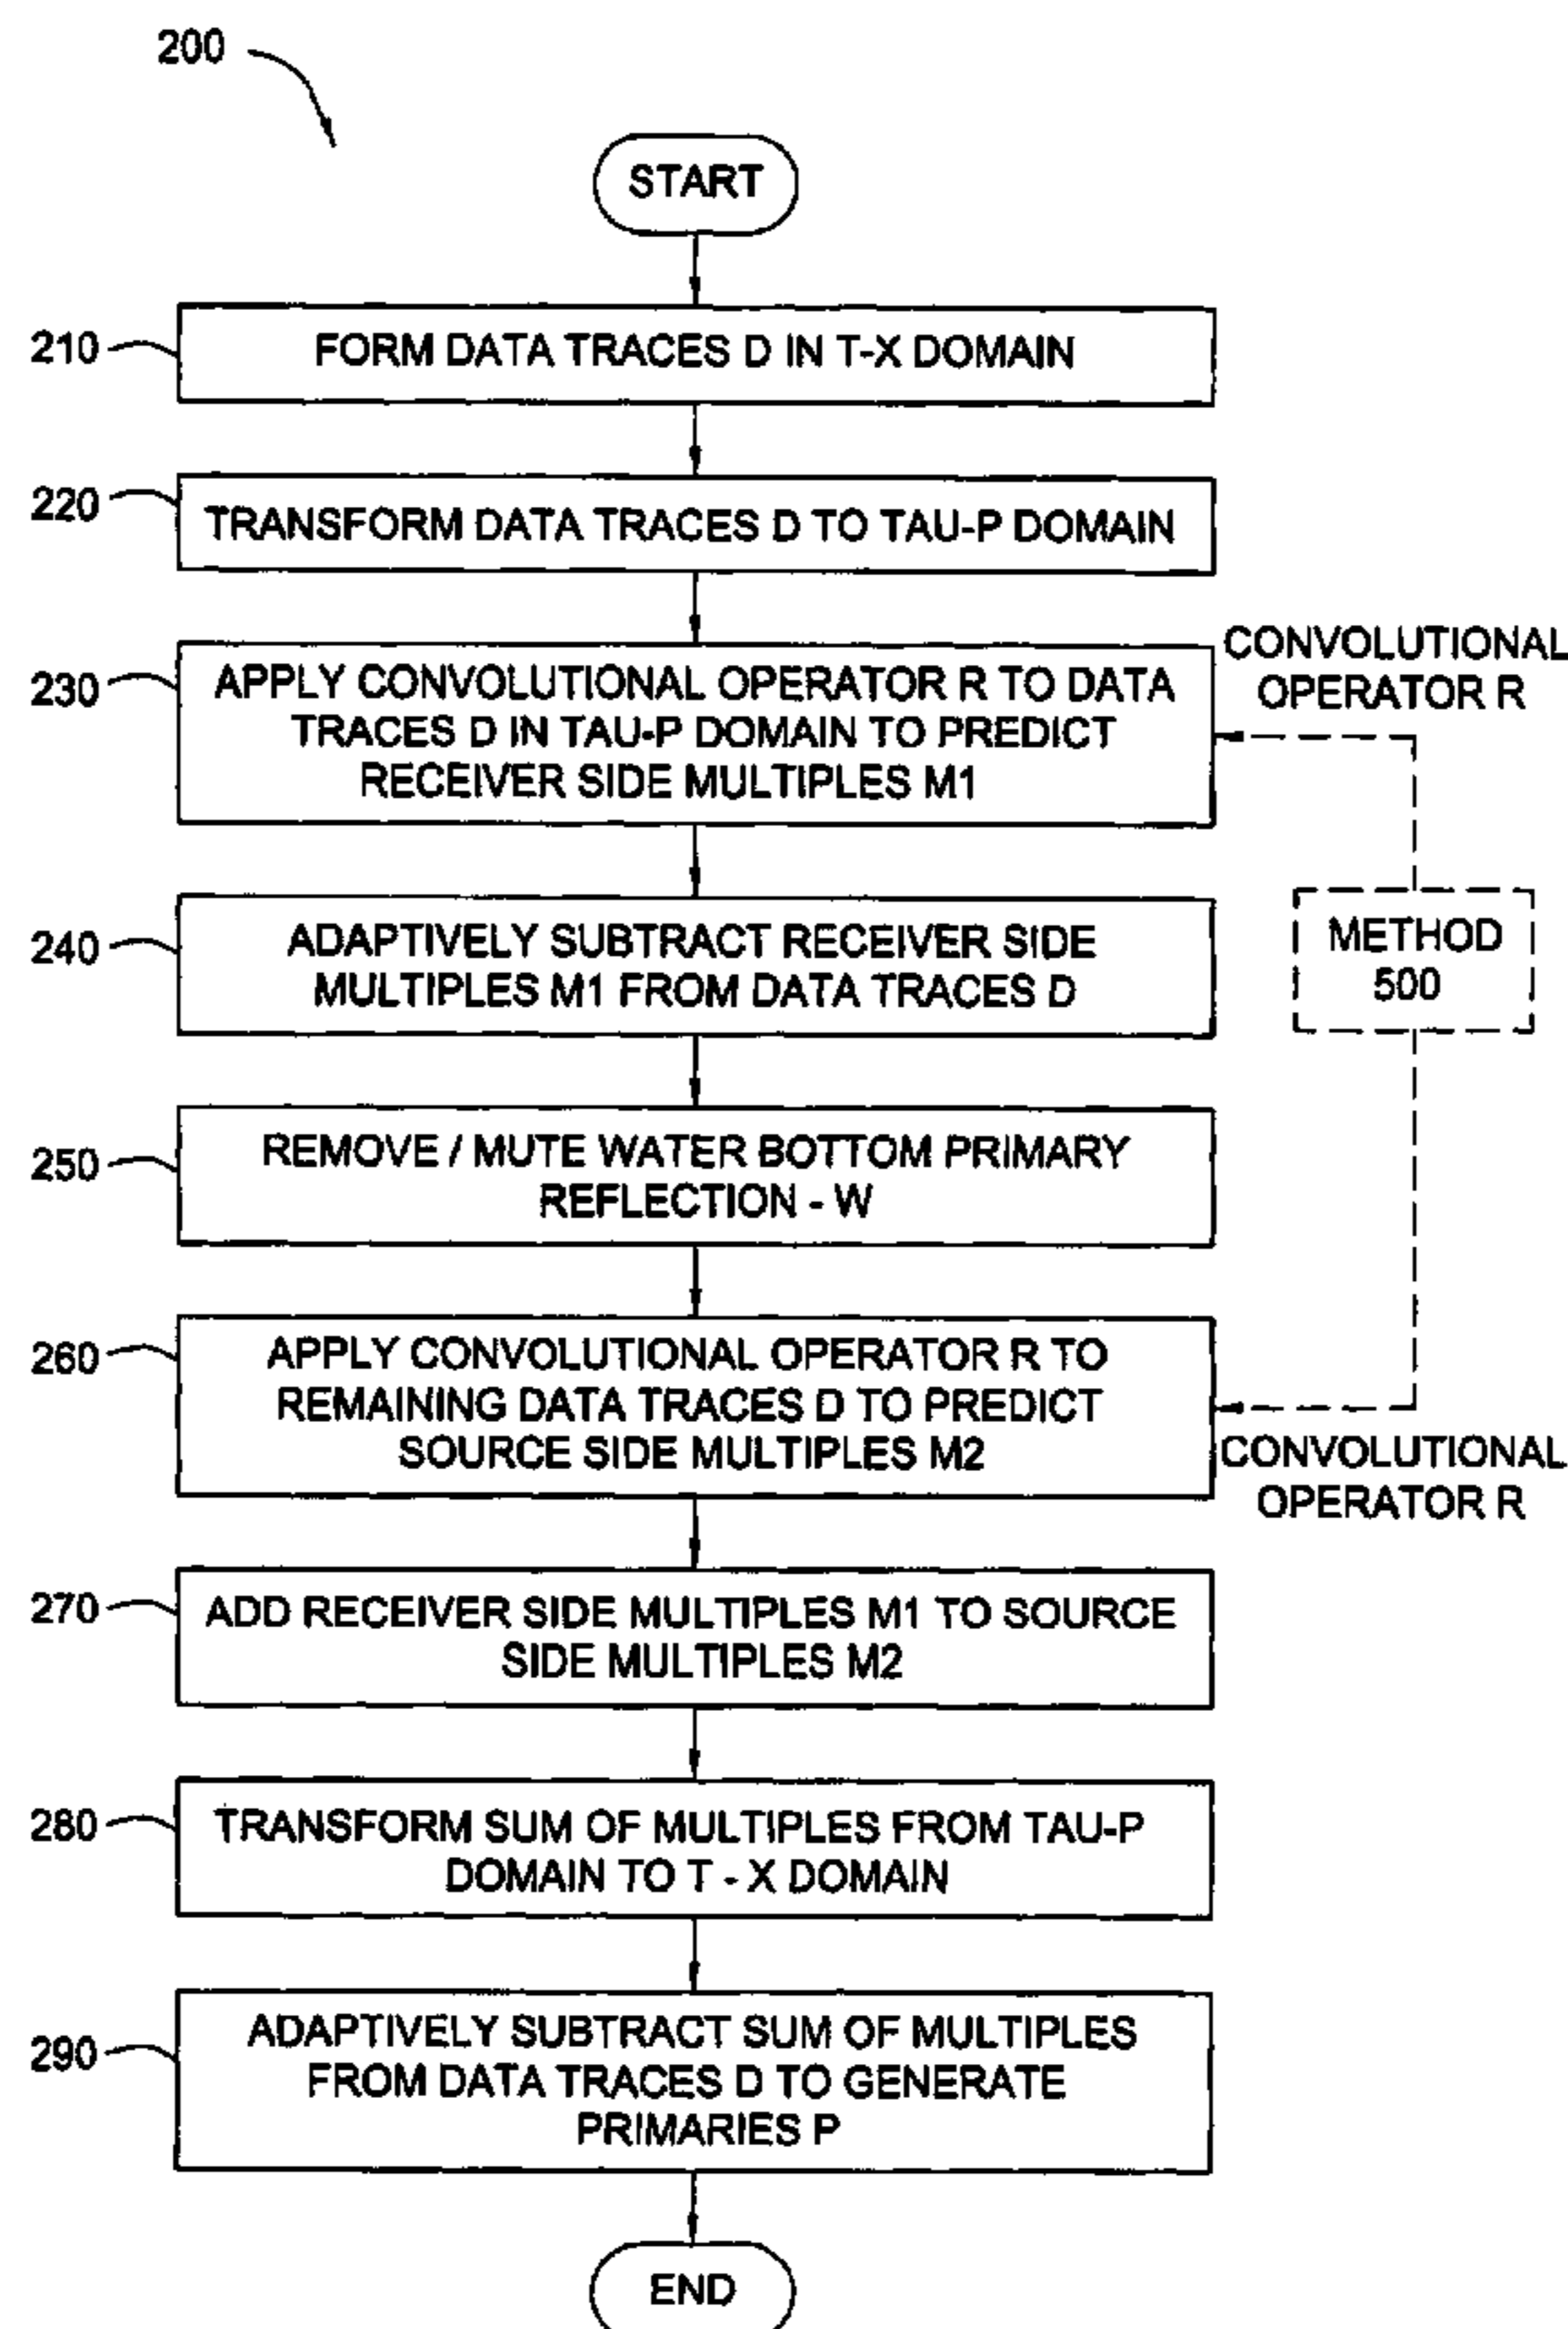 200
START
210
FORM DATA TRACES D IN T-X DOMAIN
220
TRANSFORM DATA TRACES D TO TAU-P DOMAIN
230
APPLY CONVOLUTIONAL OPERATOR R TO DATA
TRACES D IN TAU-P DOMAIN TO PREDICT
RECEIVER SIDE MULTIPLES M1
CONVOLUTIONAL
OPERATOR R
240
ADAPTIVELY SUBTRACT RECEIVER SIDE
MULTIPLES M1 FROM DATA TRACES D
METHOD
500
250
REMOVE / MUTE WATER BOTTOM PRIMARY
REFLECTION - W
260
APPLY CONVOLUTIONAL OPERATOR R TO
REMAINING DATA TRACES D TO PREDICT
SOURCE SIDE MULTIPLES M2
CONVOLUTIONAL
OPERATOR R
270
ADD RECEIVER SIDE MULTIPLES M1 TO SOURCE
SIDE MULTIPLES M2
280
TRANSFORM SUM OF MULTIPLES FROM TAU-P
DOMAIN TO T - X DOMAIN
290
ADAPTIVELY SUBTRACT SUM OF MULTIPLES
FROM DATA TRACES D TO GENERATE
PRIMARIES P
END